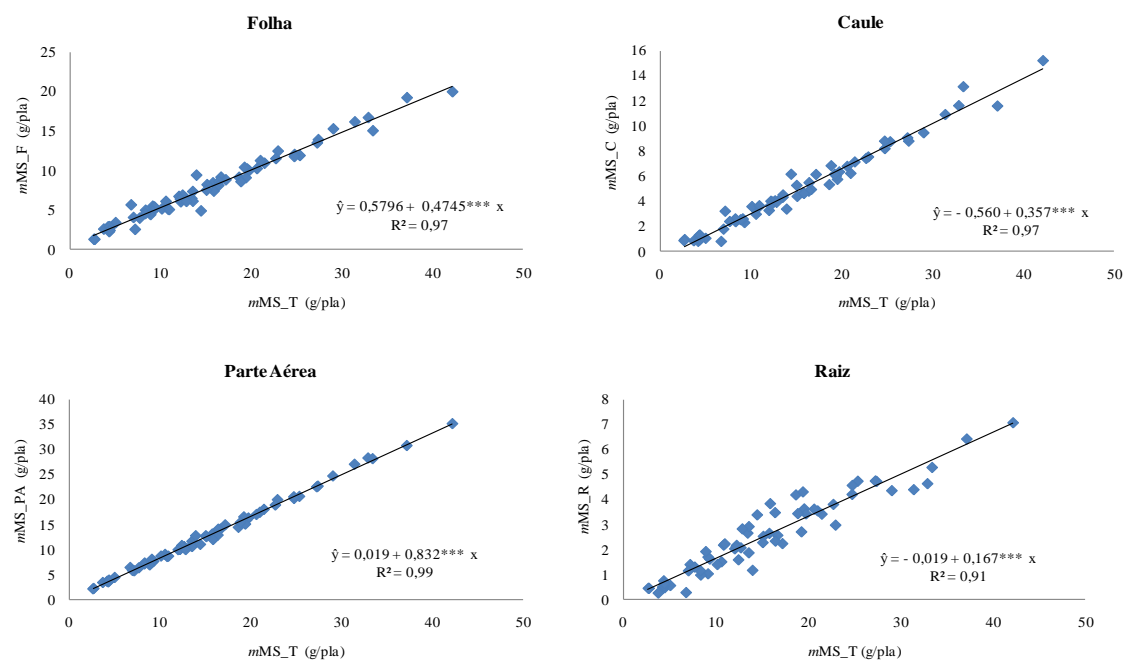 Folha
25
20
15
10
5
0
0 10 20 30 40 50
mMS_F (g/pla)
ŷ = 0,5796 + 0,4745*** x
R² = 0,97
mMS_T (g/pla)
Caule
16
14
12
10
8
6
4
2
0
0 10 20 30 40 50
mMS_C (g/pla)
ŷ = - 0,560 + 0,357*** x
R² = 0,97
mMS_T (g/pla)
Parte Aérea
40
35
30
25
20
15
10
5
0
0 10 20 30 40 50
mMS_PA (g/pla)
ŷ = 0,019 + 0,832*** x
R² = 0,99
mMS_T (g/pla)
Raiz
8
7
6
5
4
3
2
1
0
0 10 20 30 40 50
mMS_R (g/pla)
ŷ = - 0,019 + 0,167*** x
R² = 0,91
mMS_T (g/pla)